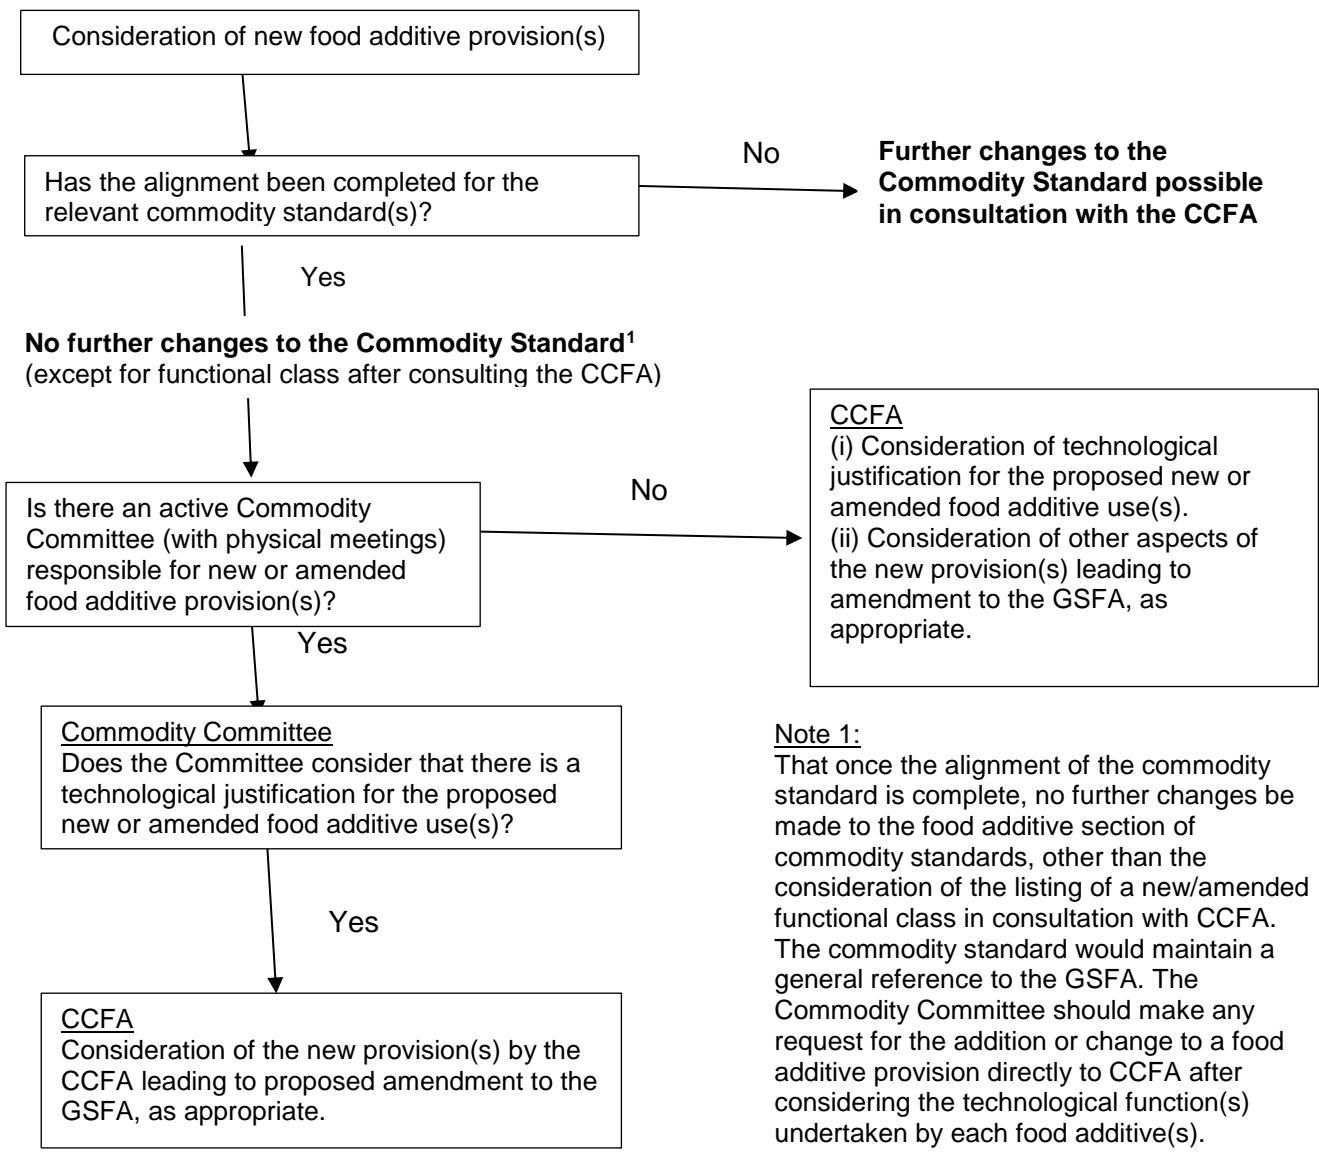 Consideration of new food additive provision(s)
Has the alignment been completed for the
relevant commodity standard(s)?
No
Further changes to the
Commodity Standard possible
in consultation with the CCFA
Yes
No further changes to the Commodity Standard¹
(except for functional class after consulting the CCFA)
Is there an active Commodity
Committee (with physical meetings)
responsible for new or amended
food additive provision(s)?
No
CCFA
(i) Consideration of technological
justification for the proposed new or
amended food additive use(s).
(ii) Consideration of other aspects of
the new provision(s) leading to
amendment to the GSFA, as
appropriate.
Yes
Commodity Committee
Does the Committee consider that there is a
technological justification for the proposed
new or amended food additive use(s)?
Yes
CCFA
Consideration of the new provision(s) by the
CCFA leading to proposed amendment to the
GSFA, as appropriate.
Note 1:
That once the alignment of the commodity
standard is complete, no further changes be
made to the food additive section of
commodity standards, other than the
consideration of the listing of a new/amended
functional class in consultation with CCFA.
The commodity standard would maintain a
general reference to the GSFA. The
Commodity Committee should make any
request for the addition or change to a food
additive provision directly to CCFA after
considering the technological function(s)
undertaken by each food additive(s).